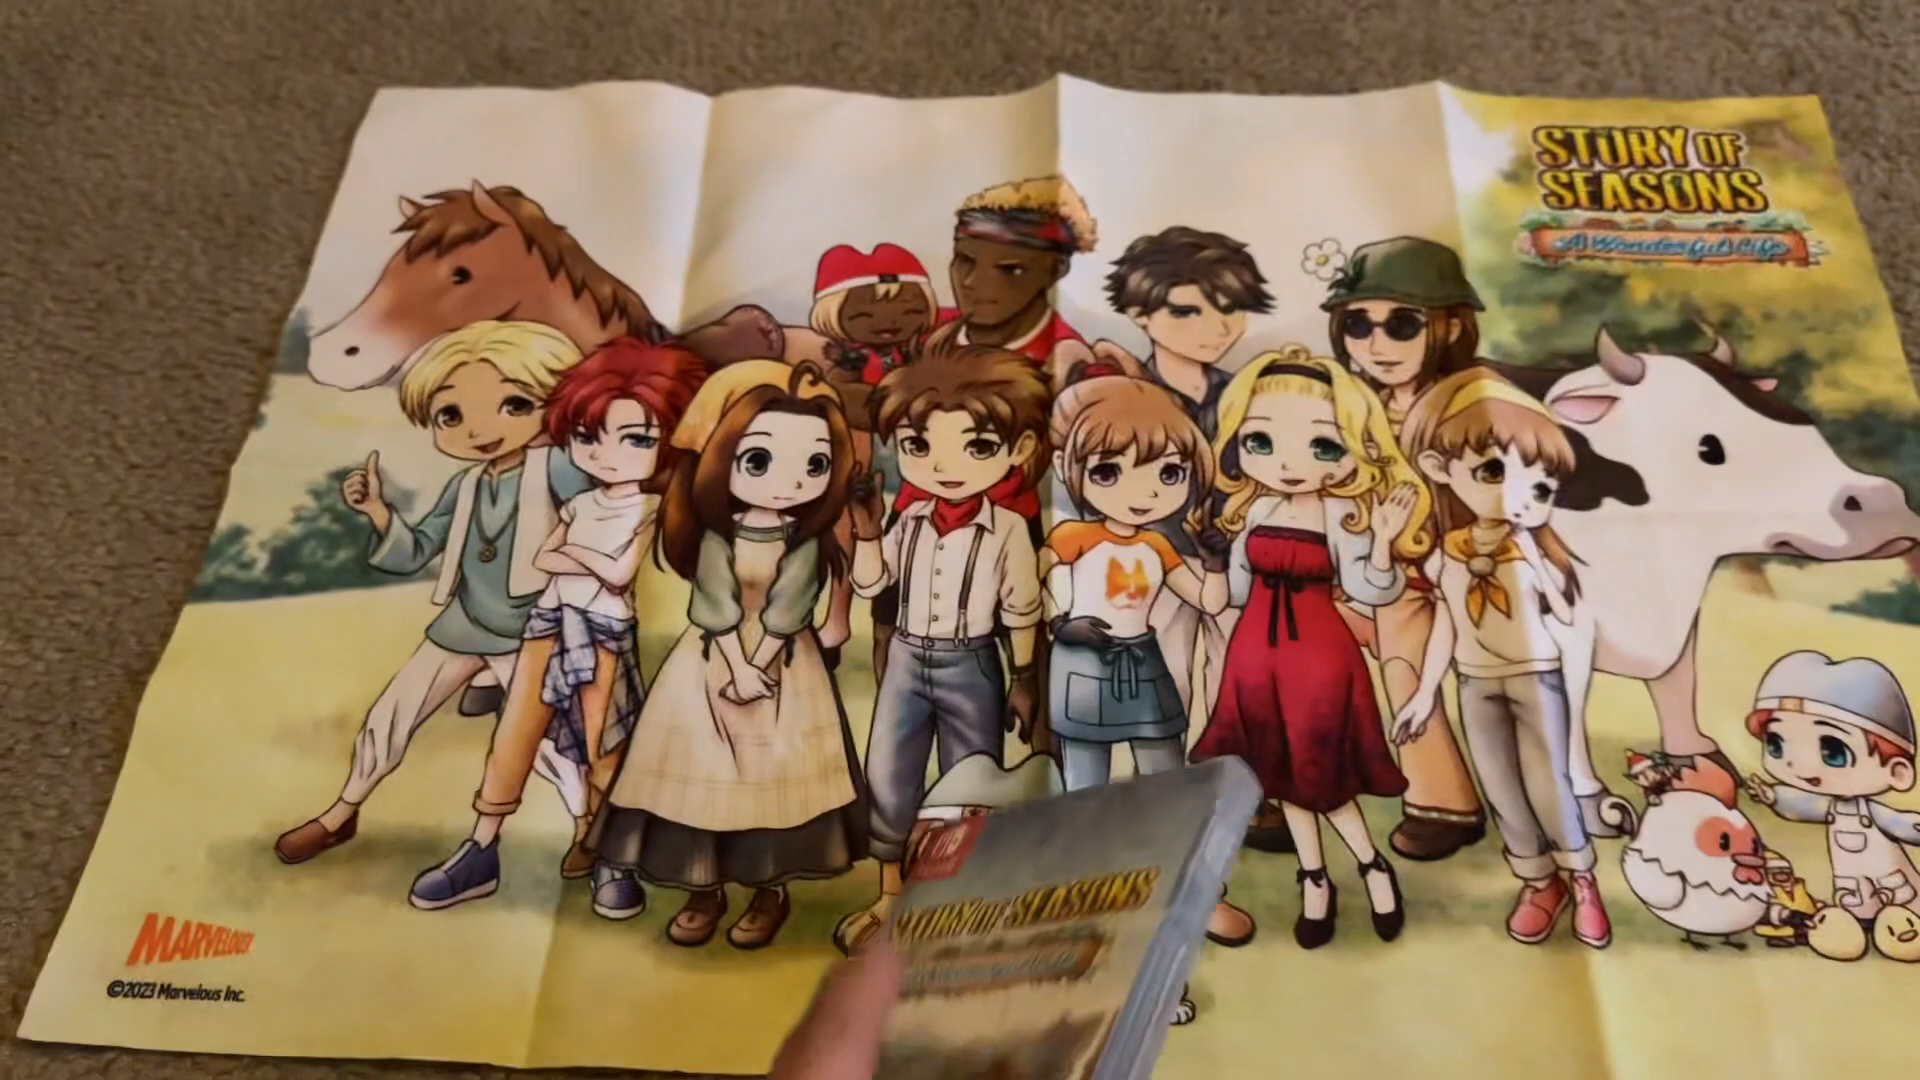 STORY OF
SEASONS
A Wonderful Life
STORY OF SEASONS
MARVELOUS!
©2023 Marvelous Inc.